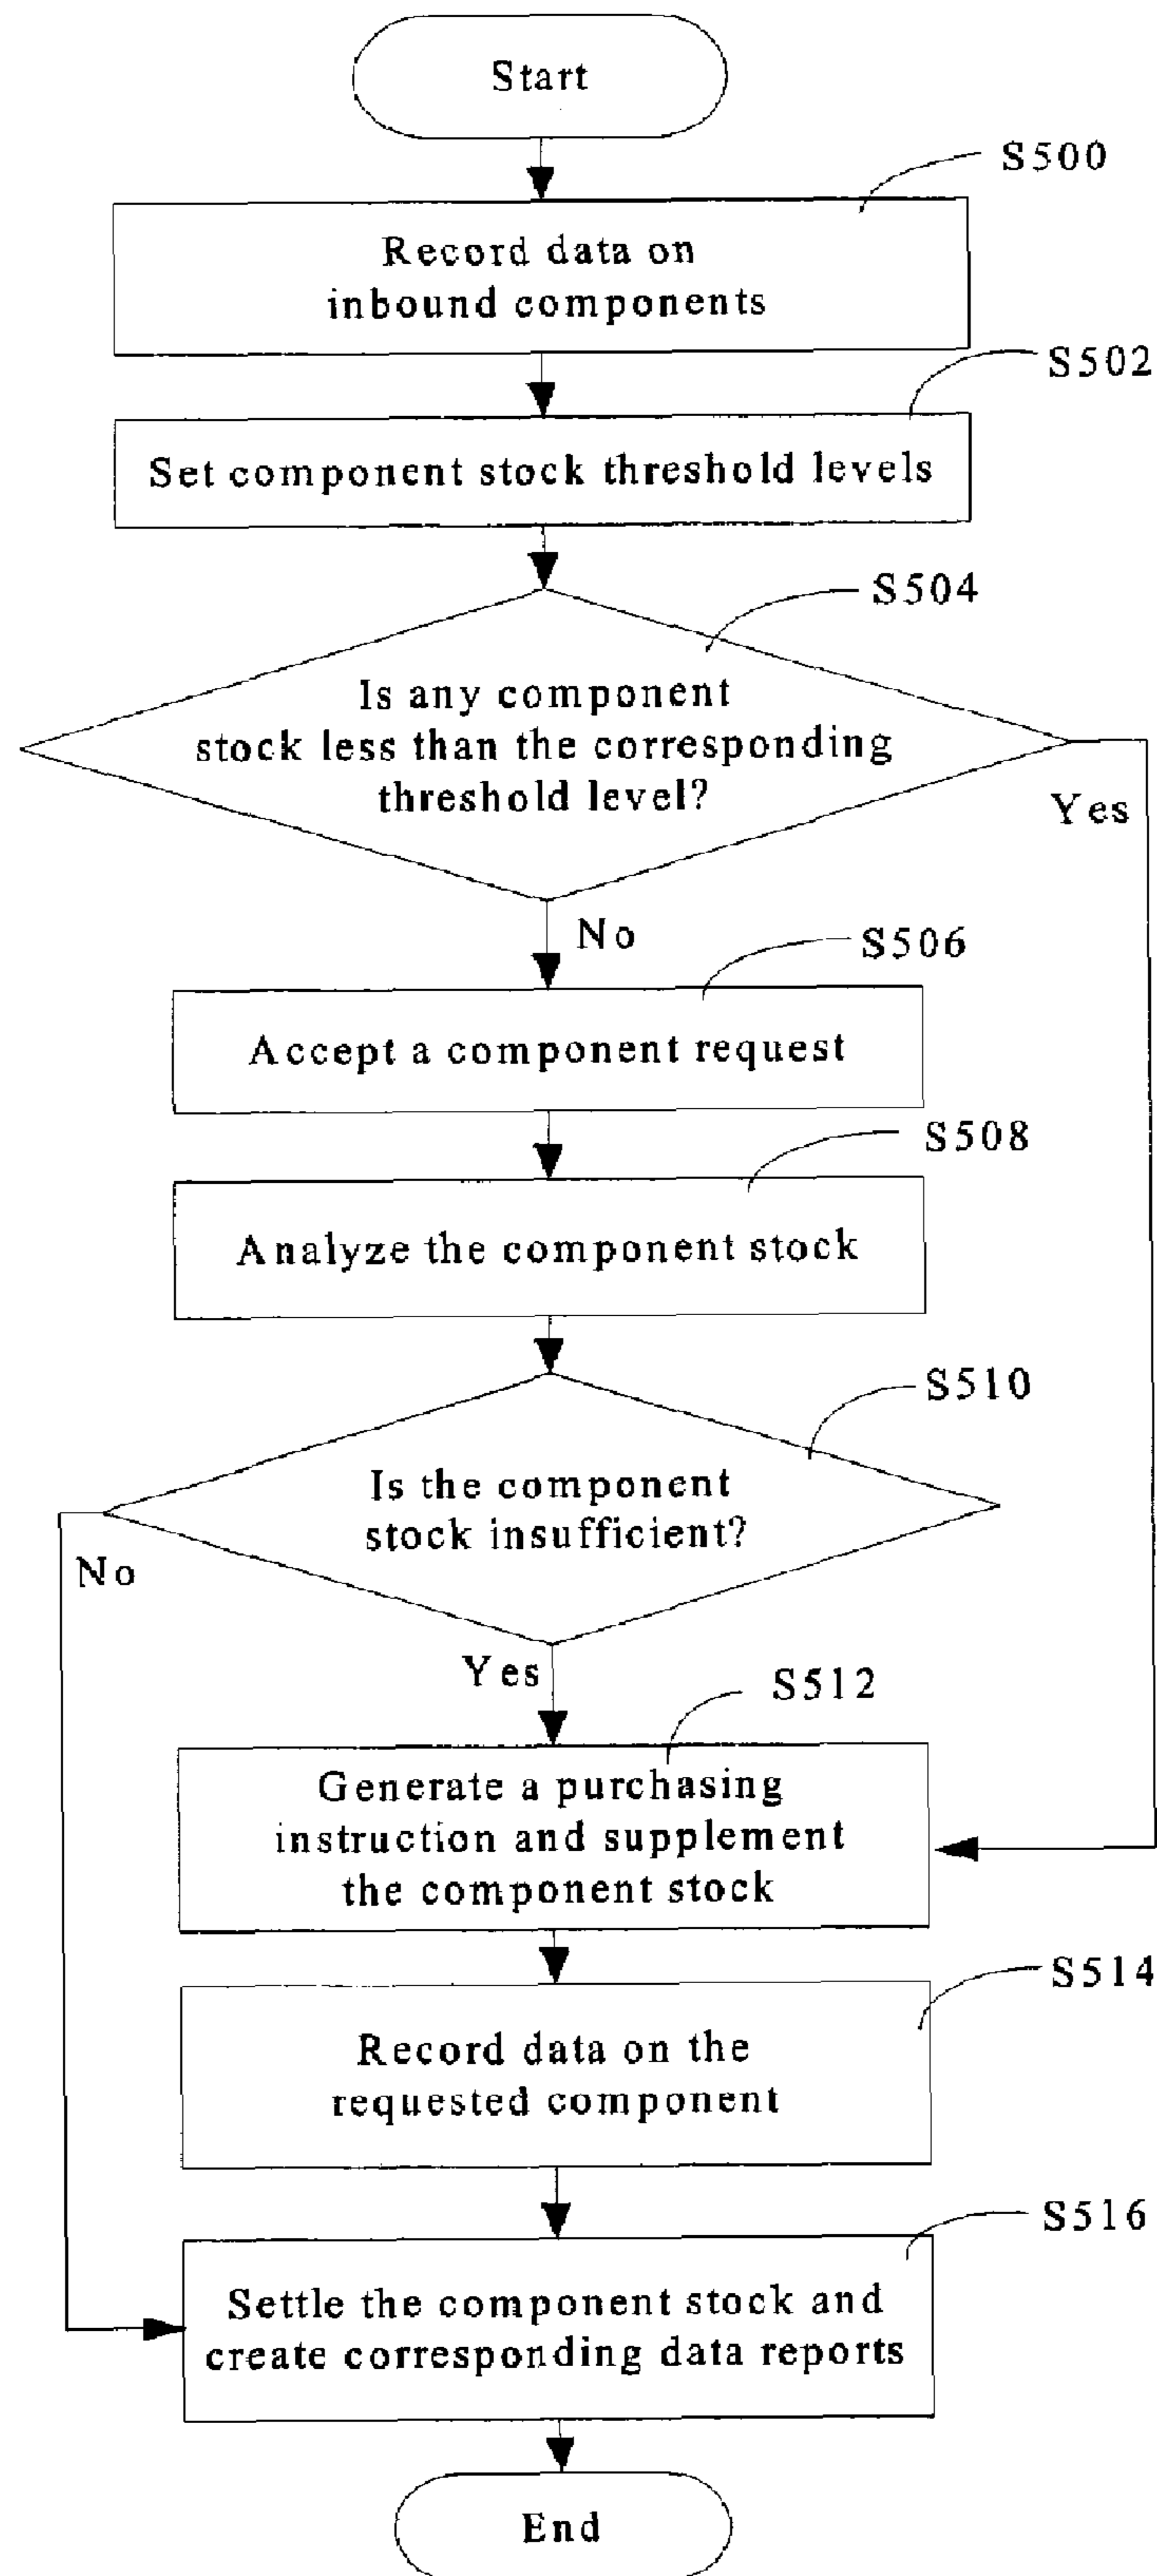 Start
S500
Record data on
inbound components
S502
Set component stock threshold levels
S504
Is any component
stock less than the corresponding
threshold level?
Yes
No
S506
Accept a component request
S508
Analyze the component stock
S510
Is the component
stock insufficient?
No
Yes
S512
Generate a purchasing
instruction and supplement
the component stock
S514
Record data on the
requested component
S516
Settle the component stock and
create corresponding data reports
End